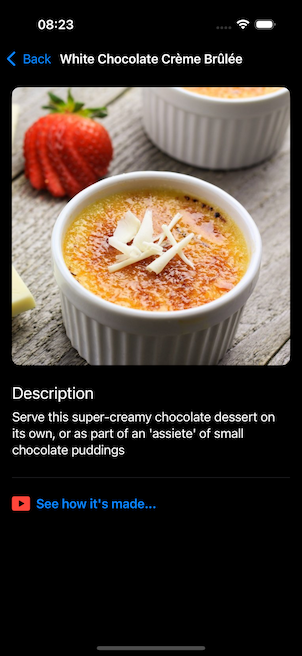 08:23
Back White Chocolate Crème Brûlée
Description
Serve this super-creamy chocolate dessert on
its own, or as part of an 'assiete' of small
chocolate puddings
See how it's made...